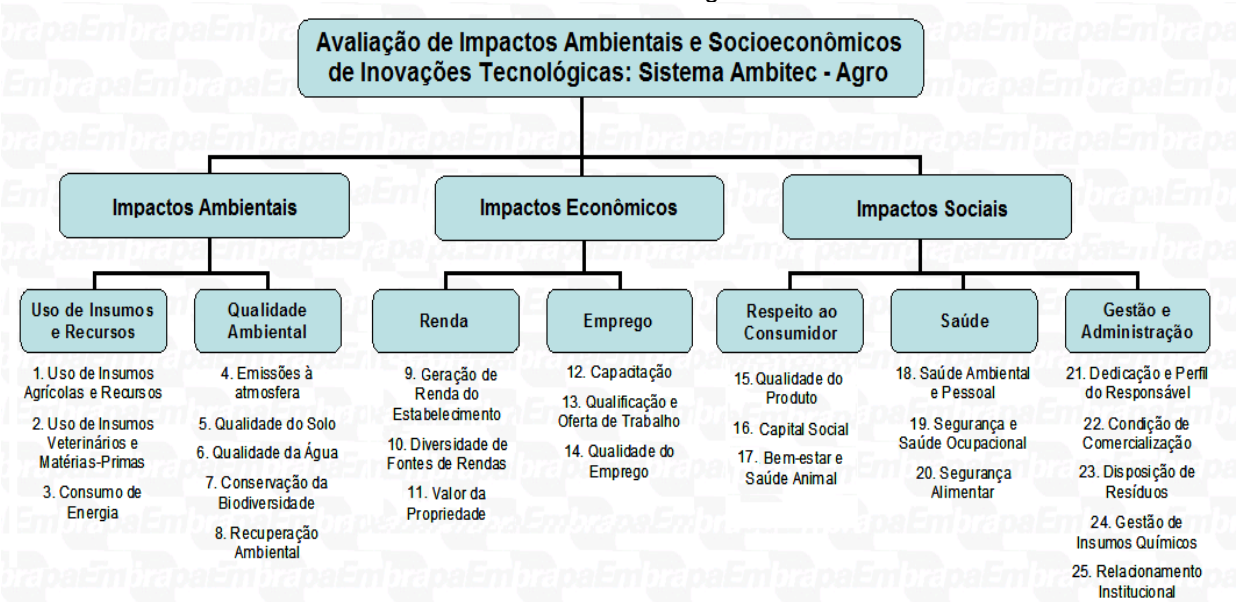 Avaliação de Impactos Ambientais e Socioeconômicos
de Inovações Tecnológicas: Sistema Ambitec - Agro
Impactos Ambientais
Impactos Econômicos
Impactos Sociais
Uso de Insumos
e Recursos
Qualidade
Ambiental
Renda
Emprego
Respeito ao
Consumidor
Saúde
Gestão e
Administração
1. Uso de Insumos
Agrícolas e Recursos
2. Uso de Insumos
Veterinários e
Matérias-Primas
3. Consumo de
Energia
4. Emissões à
atmosfera
5. Qualidade do Solo
6. Qualidade da Água
7. Conservação da
Biodiversidade
8. Recuperação
Ambiental
9. Geração de
Renda do
Estabelecimento
10. Diversidade de
Fontes de Rendas
11. Valor da
Propriedade
12. Capacitação
13. Qualificação e
Oferta de Trabalho
14. Qualidade do
Emprego
15. Qualidade do
Produto
16. Capital Social
17. Bem-estar e
Saúde Animal
18. Saúde Ambiental
e Pessoal
19. Segurança e
Saúde Ocupacional
20. Segurança
Alimentar
21. Dedicação e Perfil
do Responsável
22. Condição de
Comercialização
23. Disposição de
Resíduos
24. Gestão de
Insumos Químicos
25. Relacionamento
Institucional